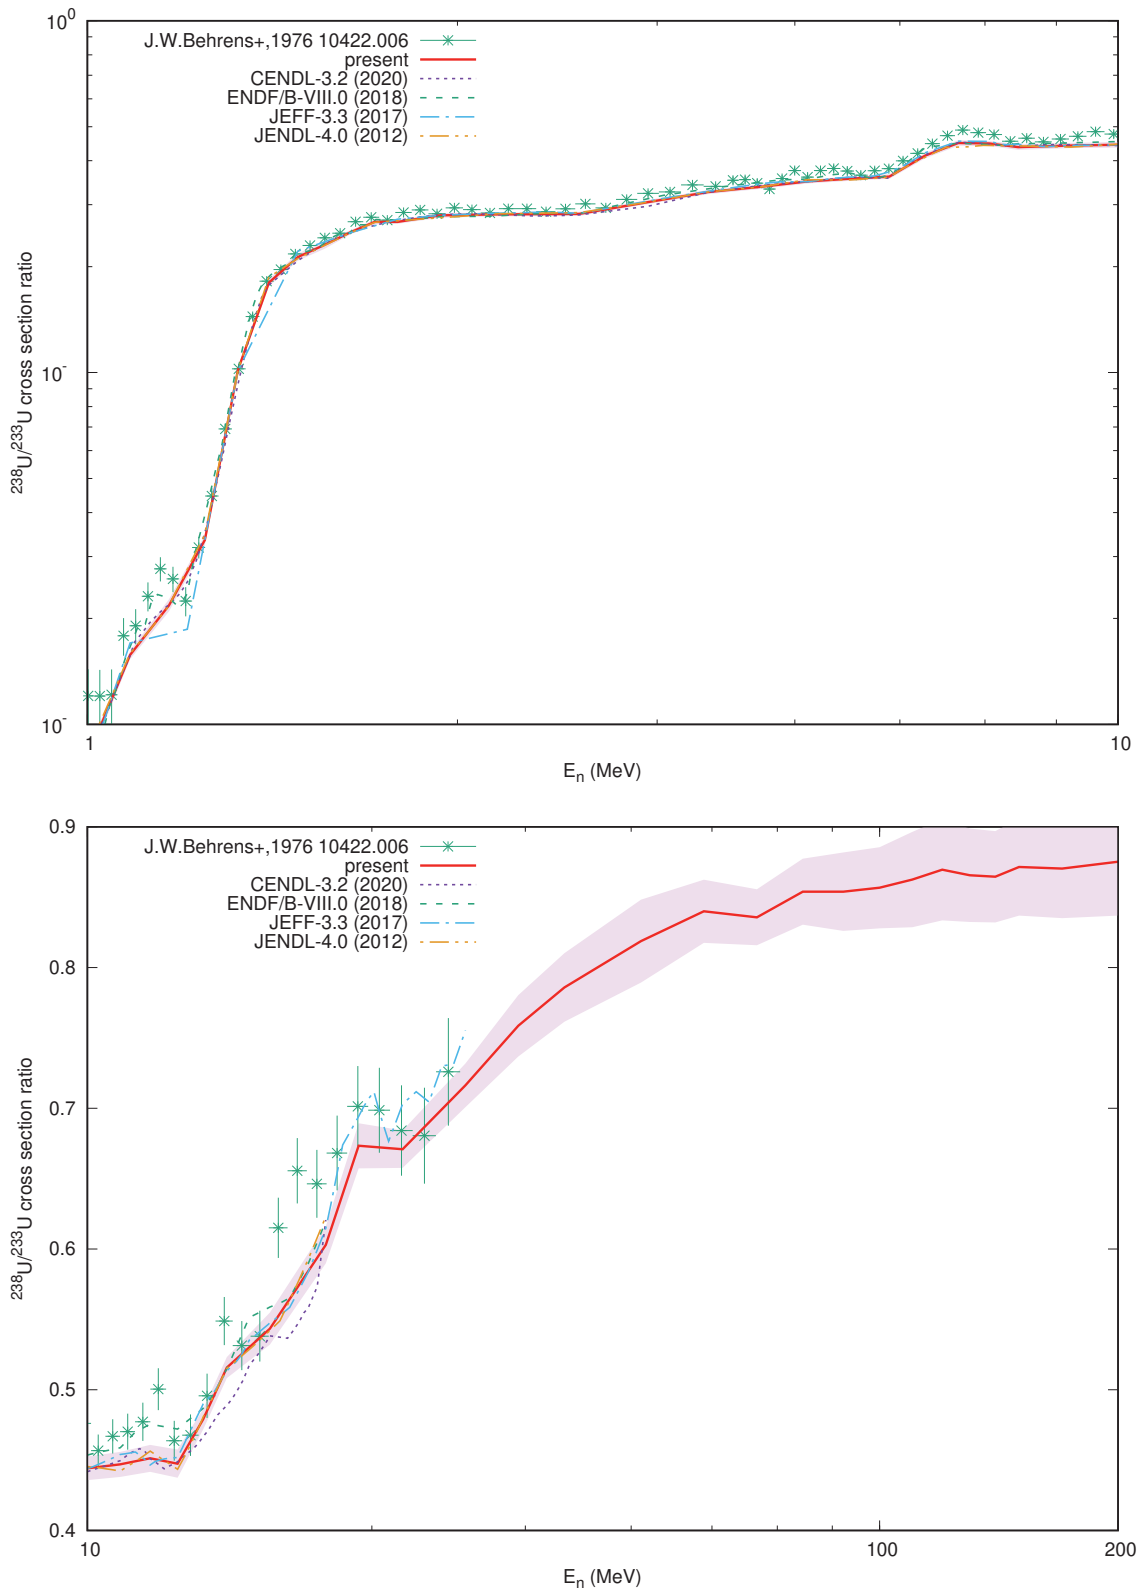 10⁰
J.W.Behrens+,1976 10422.006
present
CENDL-3.2 (2020)
ENDF/B-VIII.0 (2018)
JEFF-3.3 (2017)
JENDL-4.0 (2012)
²³⁸U/²³³U cross section ratio
10⁻
10⁻
1
10
Eₙ (MeV)
0.9
J.W.Behrens+,1976 10422.006
present
CENDL-3.2 (2020)
ENDF/B-VIII.0 (2018)
JEFF-3.3 (2017)
JENDL-4.0 (2012)
0.8
0.7
²³⁸U/²³³U cross section ratio
0.6
0.5
0.4
10
100
200
Eₙ (MeV)